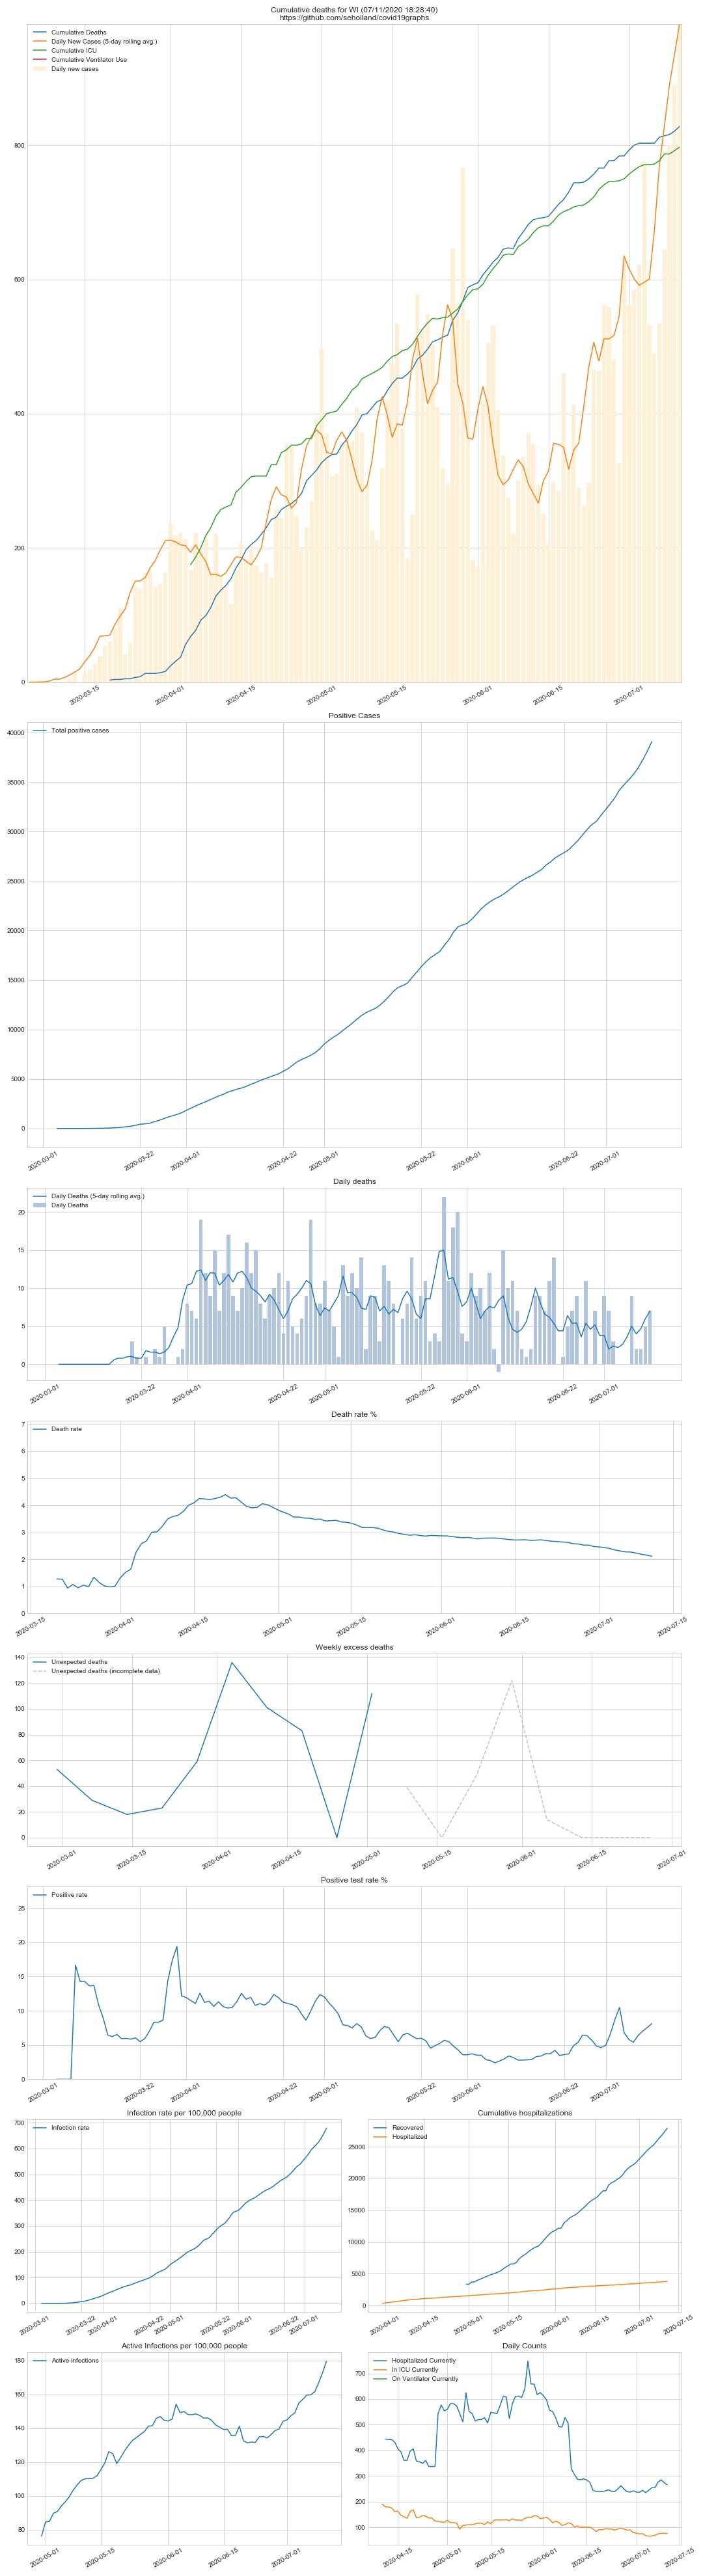 Cumulative deaths for WI (07/11/2020 18:28:40)
https://github.com/seholland/covid19graphs
Cumulative Deaths
Daily New Cases (5-day rolling avg.)
Cumulative ICU
Cumulative Ventilator Use
Daily new cases
800
600
400
200
0
2020-03-15 2020-04-01 2020-04-15 2020-05-01 2020-05-15 2020-06-01 2020-06-15 2020-07-01
Positive Cases
Total positive cases
40000
35000
30000
25000
20000
15000
10000
5000
0
2020-03-01 2020-03-22 2020-04-01 2020-04-22 2020-05-01 2020-05-22 2020-06-01 2020-06-22 2020-07-01
Daily deaths
Daily Deaths (5-day rolling avg.)
Daily Deaths
20
15
10
5
0
2020-03-01 2020-03-22 2020-04-01 2020-04-22 2020-05-01 2020-05-22 2020-06-01 2020-06-22 2020-07-01
Death rate %
Death rate
7
6
5
4
3
2
1
0
2020-03-15 2020-04-01 2020-04-15 2020-05-01 2020-05-15 2020-06-01 2020-06-15 2020-07-01 2020-07-15
Weekly excess deaths
Unexpected deaths
Unexpected deaths (incomplete data)
140
120
100
80
60
40
20
0
2020-03-01 2020-03-15 2020-04-01 2020-04-15 2020-05-01 2020-05-15 2020-06-01 2020-06-15 2020-07-01
Positive test rate %
Positive rate
25
20
15
10
5
0
2020-03-01 2020-03-22 2020-04-01 2020-04-22 2020-05-01 2020-05-22 2020-06-01 2020-06-22 2020-07-01
Infection rate per 100,000 people
Infection rate
700
600
500
400
300
200
100
0
2020-03-01 2020-03-22 2020-04-01 2020-04-22 2020-05-01 2020-05-22 2020-06-01 2020-06-22 2020-07-01
Cumulative hospitalizations
Recovered
Hospitalized
25000
20000
15000
10000
5000
0
2020-04-01 2020-04-15 2020-05-01 2020-05-15 2020-06-01 2020-06-15 2020-07-01 2020-07-15
Active Infections per 100,000 people
Active infections
180
160
140
120
100
80
2020-05-01 2020-05-15 2020-06-01 2020-06-15 2020-07-01
Daily Counts
Hospitalized Currently
In ICU Currently
On Ventilator Currently
700
600
500
400
300
200
100
2020-04-15 2020-05-01 2020-05-15 2020-06-01 2020-06-15 2020-07-01 2020-07-15